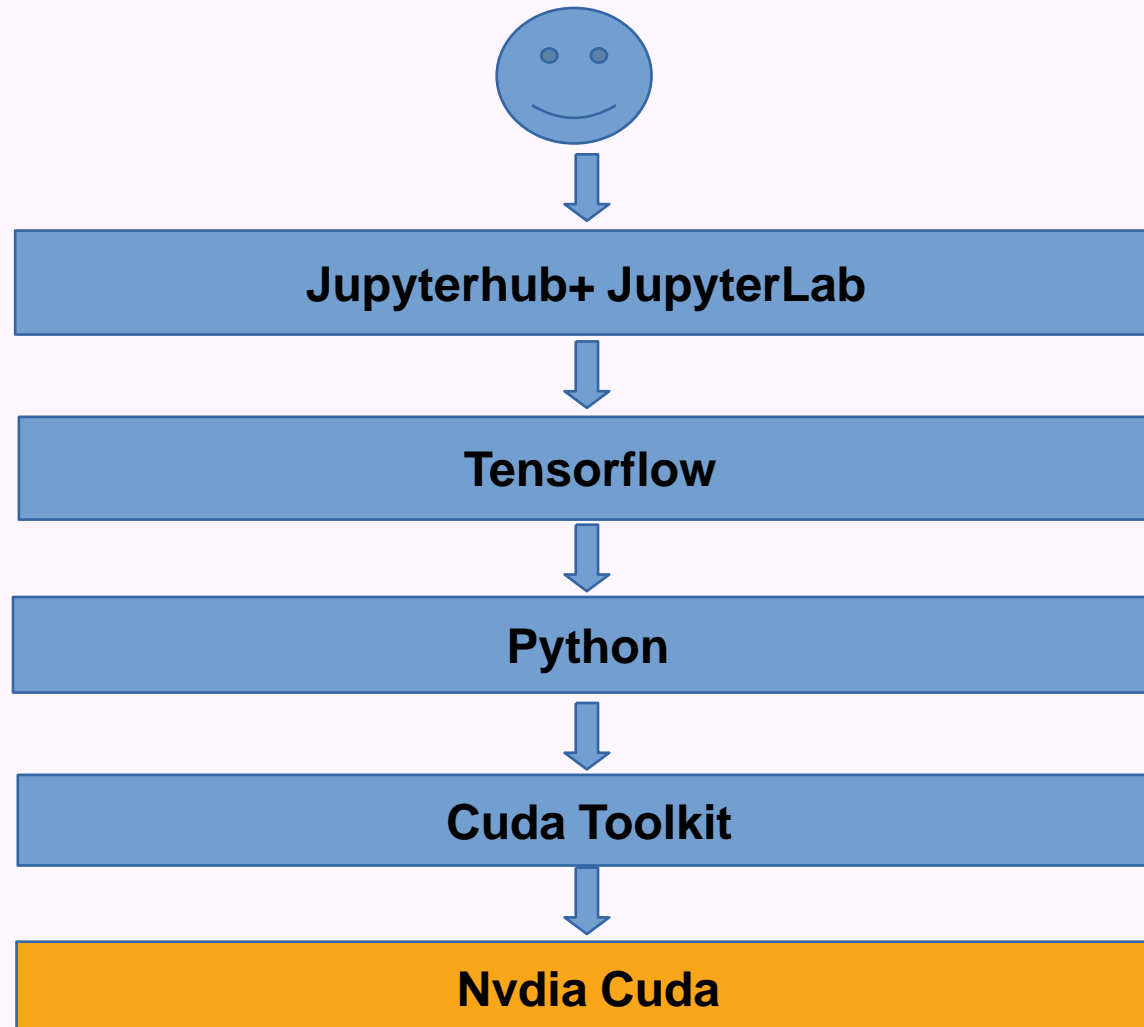 Jupyterhub+ JupyterLab
Tensorflow
Python
Cuda Toolkit
Nvdia Cuda